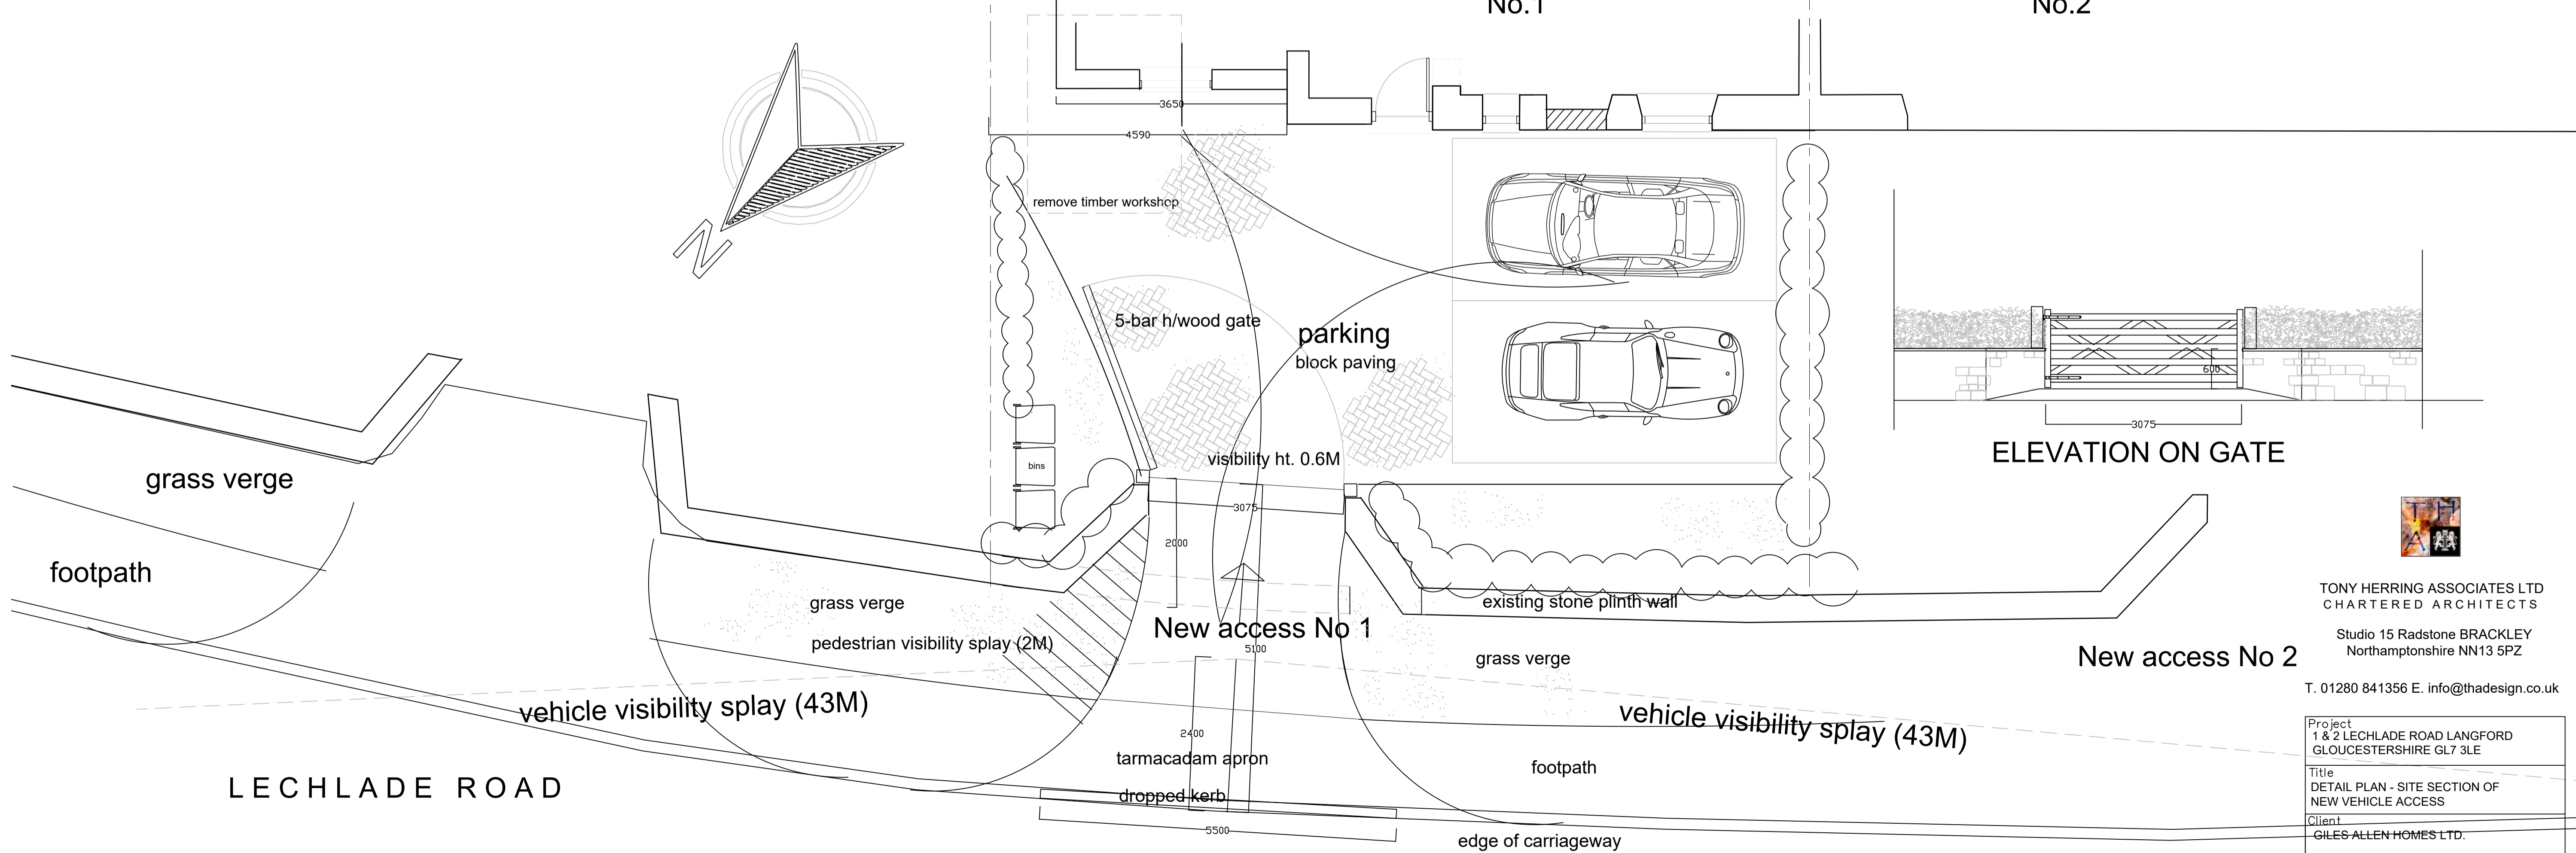 No.1
No.2
3650
4590
remove timber workshop
5-bar h/wood gate
parking
block paving
bins
visibility ht. 0.6M
3075
2000
600
3075
ELEVATION ON GATE
N
grass verge
footpath
grass verge
pedestrian visibility splay (2M)
New access No 1
5100
existing stone plinth wall
grass verge
New access No 2
vehicle visibility splay (43M)
vehicle visibility splay (43M)
2400
tarmacadam apron
footpath
dropped kerb
5500
edge of carriageway
LECHLADE ROAD
T H
A
TONY HERRING ASSOCIATES LTD
CHARTERED ARCHITECTS
Studio 15 Radstone BRACKLEY
Northamptonshire NN13 5PZ
T. 01280 841356 E. info@thadesign.co.uk
Project
1 & 2 LECHLADE ROAD LANGFORD
GLOUCESTERSHIRE GL7 3LE
Title
DETAIL PLAN - SITE SECTION OF
NEW VEHICLE ACCESS
Client
GILES ALLEN HOMES LTD.